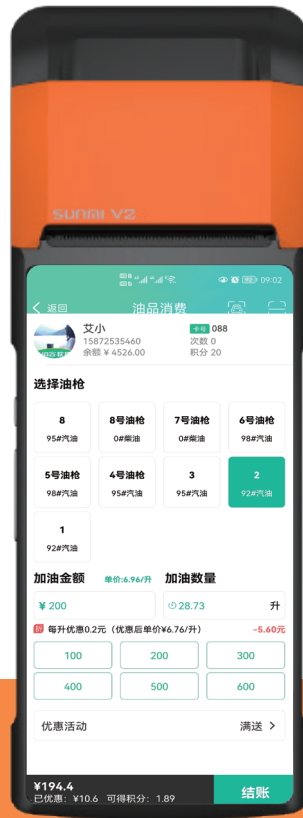 SUNMI V2
09:02
返回
油品消费
艾小
卡号 088
15872535460
次数 0
余额 ¥ 4526.00
积分 20
选择油枪
8
8号油枪
7号油枪
6号油枪
95#汽油
0#柴油
0#柴油
98#汽油
5号油枪
4号油枪
3
2
98#汽油
95#汽油
95#汽油
92#汽油
1
92#汽油
加油金额 单价:6.96/升 加油数量
¥ 200
28.73 升
每升优惠0.2元（优惠后单价¥6.76/升） -5.60元
100
200
300
400
500
600
优惠活动 满送 >
¥194.4
已优惠: ¥10.6 可得积分: 1.89
结账